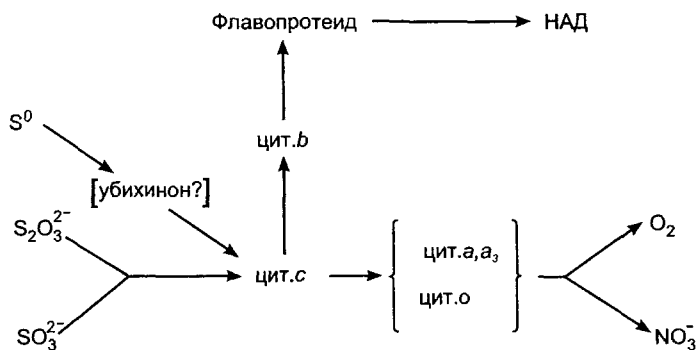 Флавопротеид НАД
S⁰
цит.b
[убихинон?]
S₂O₃²⁻
O₂
цит.a,a₃
цит.c
цит.o
SO₃²⁻
NO₃⁻